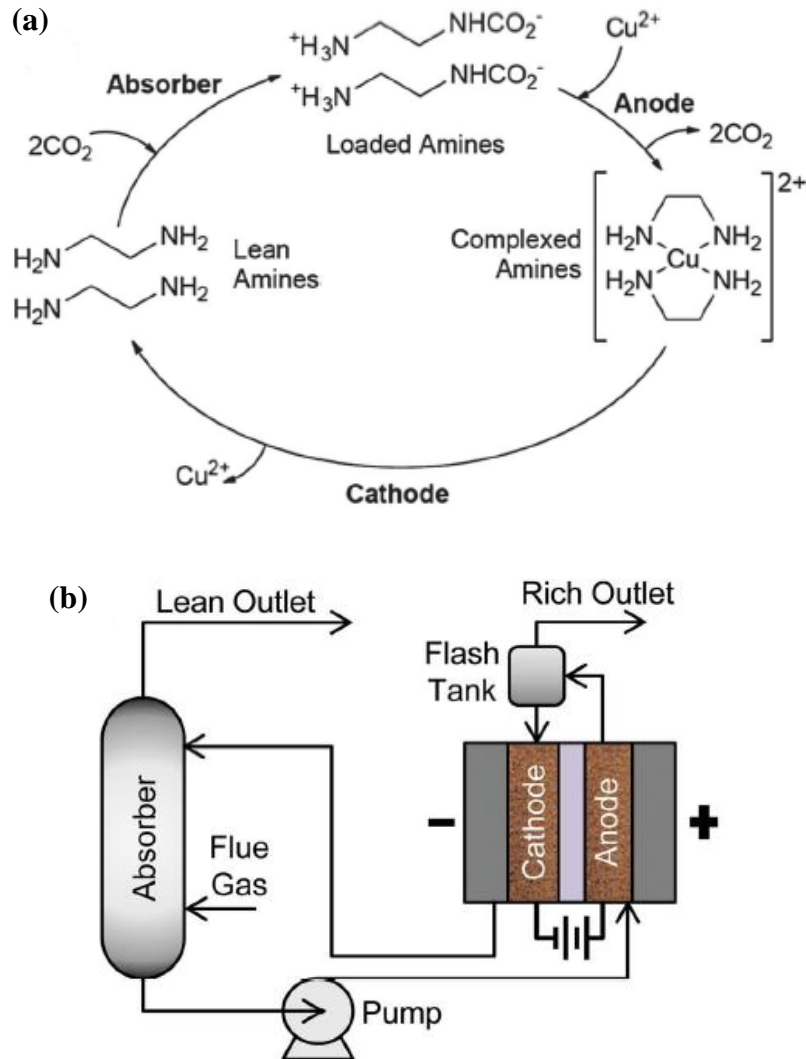 (a)
⁺H₃N NHCO₂⁻
⁺H₃N NHCO₂⁻
Loaded Amines
Cu²⁺
Absorber
Anode
2CO₂
2CO₂
H₂N NH₂
H₂N NH₂
Lean
Amines
Complexed
Amines
2+
H₂N NH₂
Cu
H₂N NH₂
Cu²⁺
Cathode
(b)
Lean Outlet
Rich Outlet
Flash
Tank
Absorber
Flue
Gas
-
Cathode
Anode
+
Pump